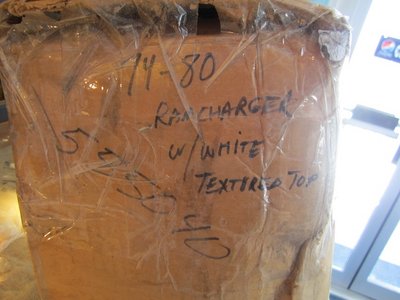 74-80
RAMCHARGER
W/WHITE
TEXTURED TOP